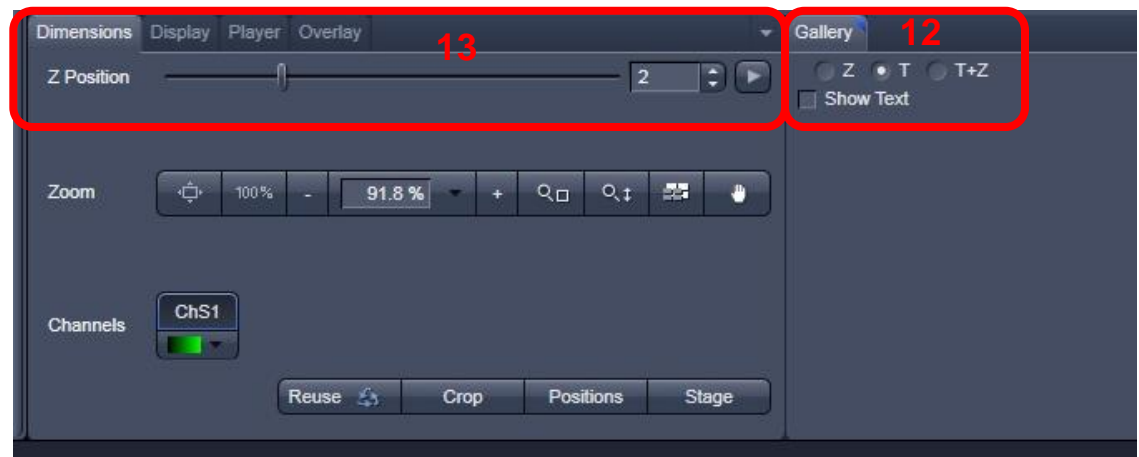 Dimensions Display Player Overlay 13
Gallery 12
Z Position 2
Z T T+Z
Show Text
Zoom 100% - 91.8 % +
Channels ChS1
Reuse Crop Positions Stage